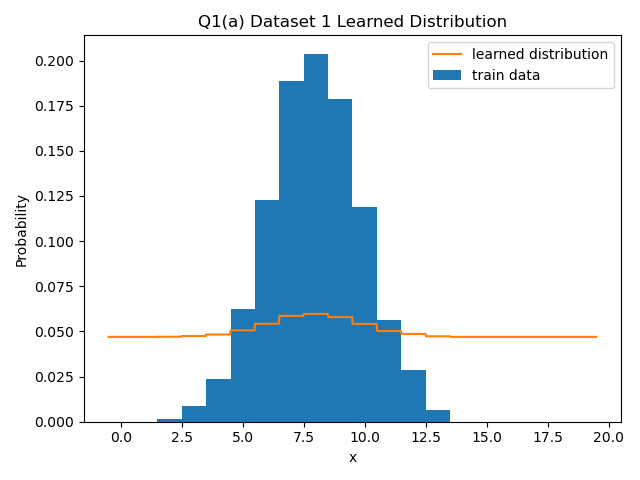 Q1(a) Dataset 1 Learned Distribution
learned distribution
train data
Probability
0.200
0.175
0.150
0.125
0.100
0.075
0.050
0.025
0.000
0.0 2.5 5.0 7.5 10.0 12.5 15.0 17.5 20.0
x